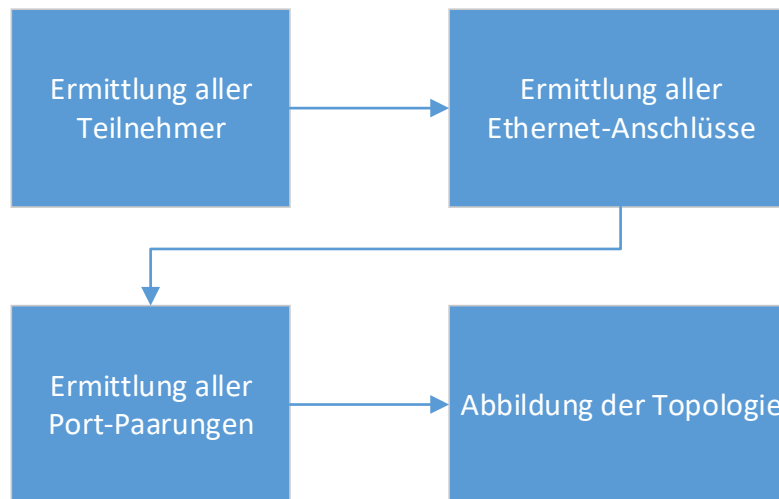 Ermittlung aller
Teilnehmer
Ermittlung aller
Ethernet-Anschlüsse
Ermittlung aller
Port-Paarungen
Abbildung der Topologie